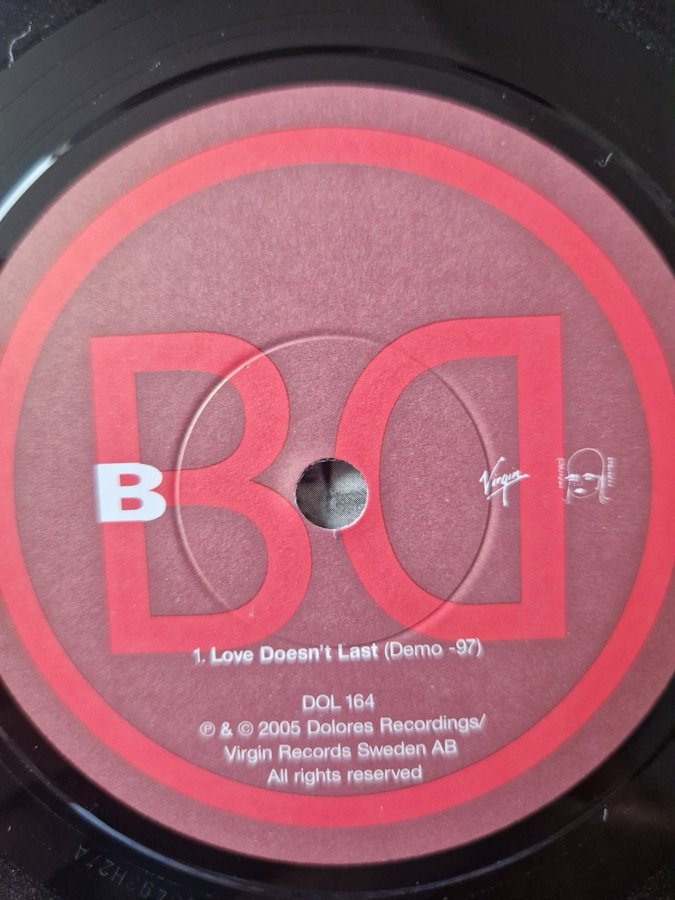 BD
B
Virgin
1. Love Doesn't Last (Demo -97)
DOL 164
℗ & © 2005 Dolores Recordings/
Virgin Records Sweden AB
All rights reserved